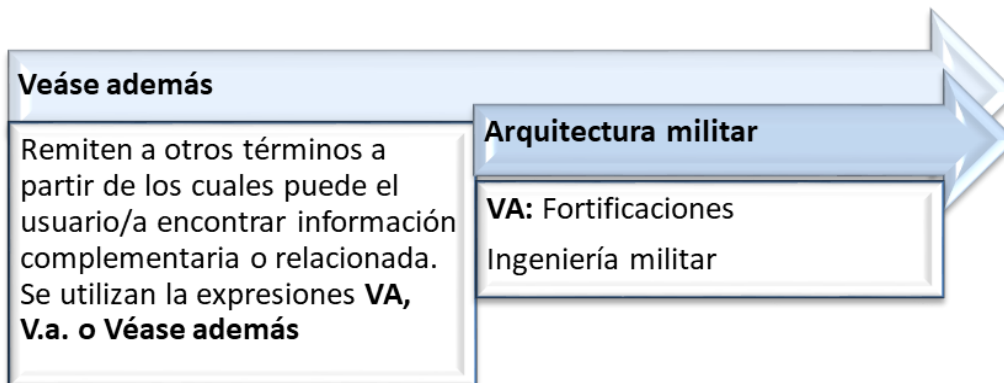 Veáse además
Remiten a otros términos a
partir de los cuales puede el
usuario/a encontrar información
complementaria o relacionada.
Se utilizan la expresiones VA,
V.a. o Véase además
Arquitectura militar
VA: Fortificaciones
Ingeniería militar